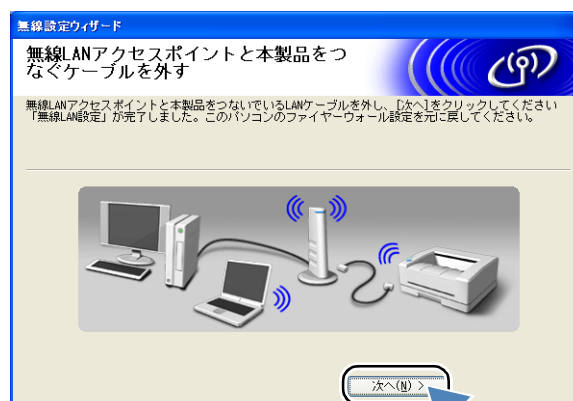 無線設定ウィザード
無線LANアクセスポイントと本製品をつ
なぐケーブルを外す
無線LANアクセスポイントと本製品をつないでいるLANケーブルを外し、[次へ]をクリックしてください
「無線LAN設定」が完了しました。このパソコンのファイヤーウォール設定を元に戻してください。
次へ(N) >